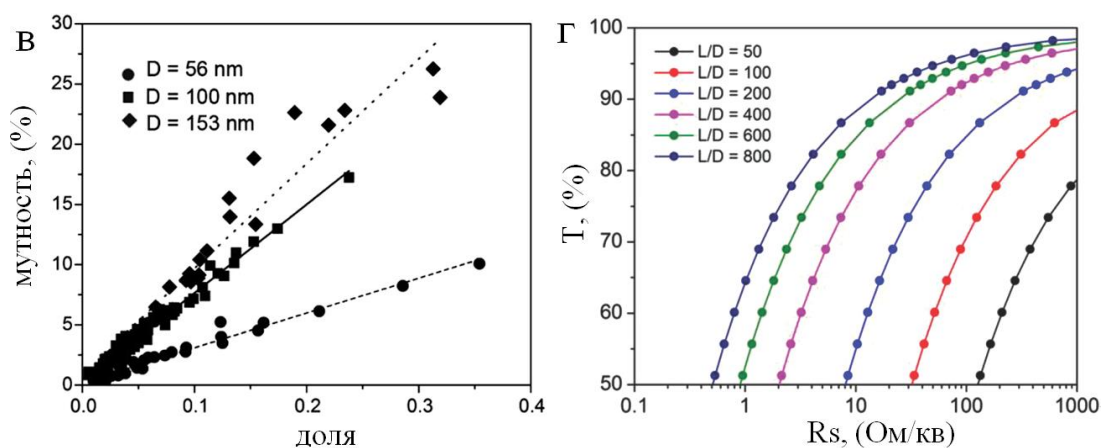 В
мутность, (%)
30
25
20
15
10
5
0
D = 56 nm
D = 100 nm
D = 153 nm
0.0 0.1 0.2 0.3 0.4
доля
Г
T, (%)
100
90
80
70
60
50
L/D = 50
L/D = 100
L/D = 200
L/D = 400
L/D = 600
L/D = 800
0.1 1 10 100 1000
Rs, (Ом/кв)